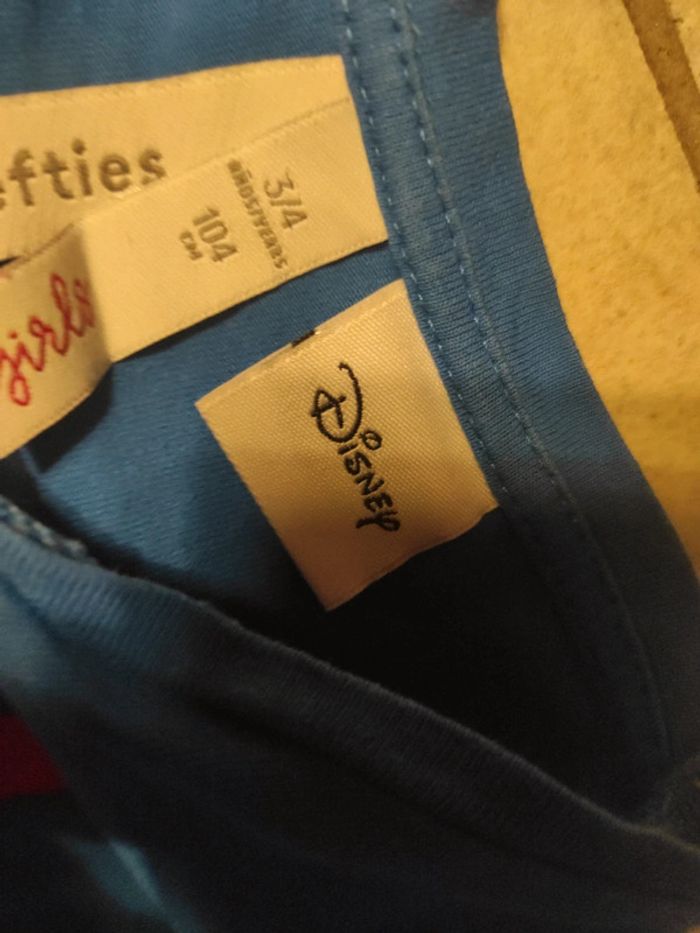 efties
girls
3/4
AÑOS/YEARS
104
CM
Disney